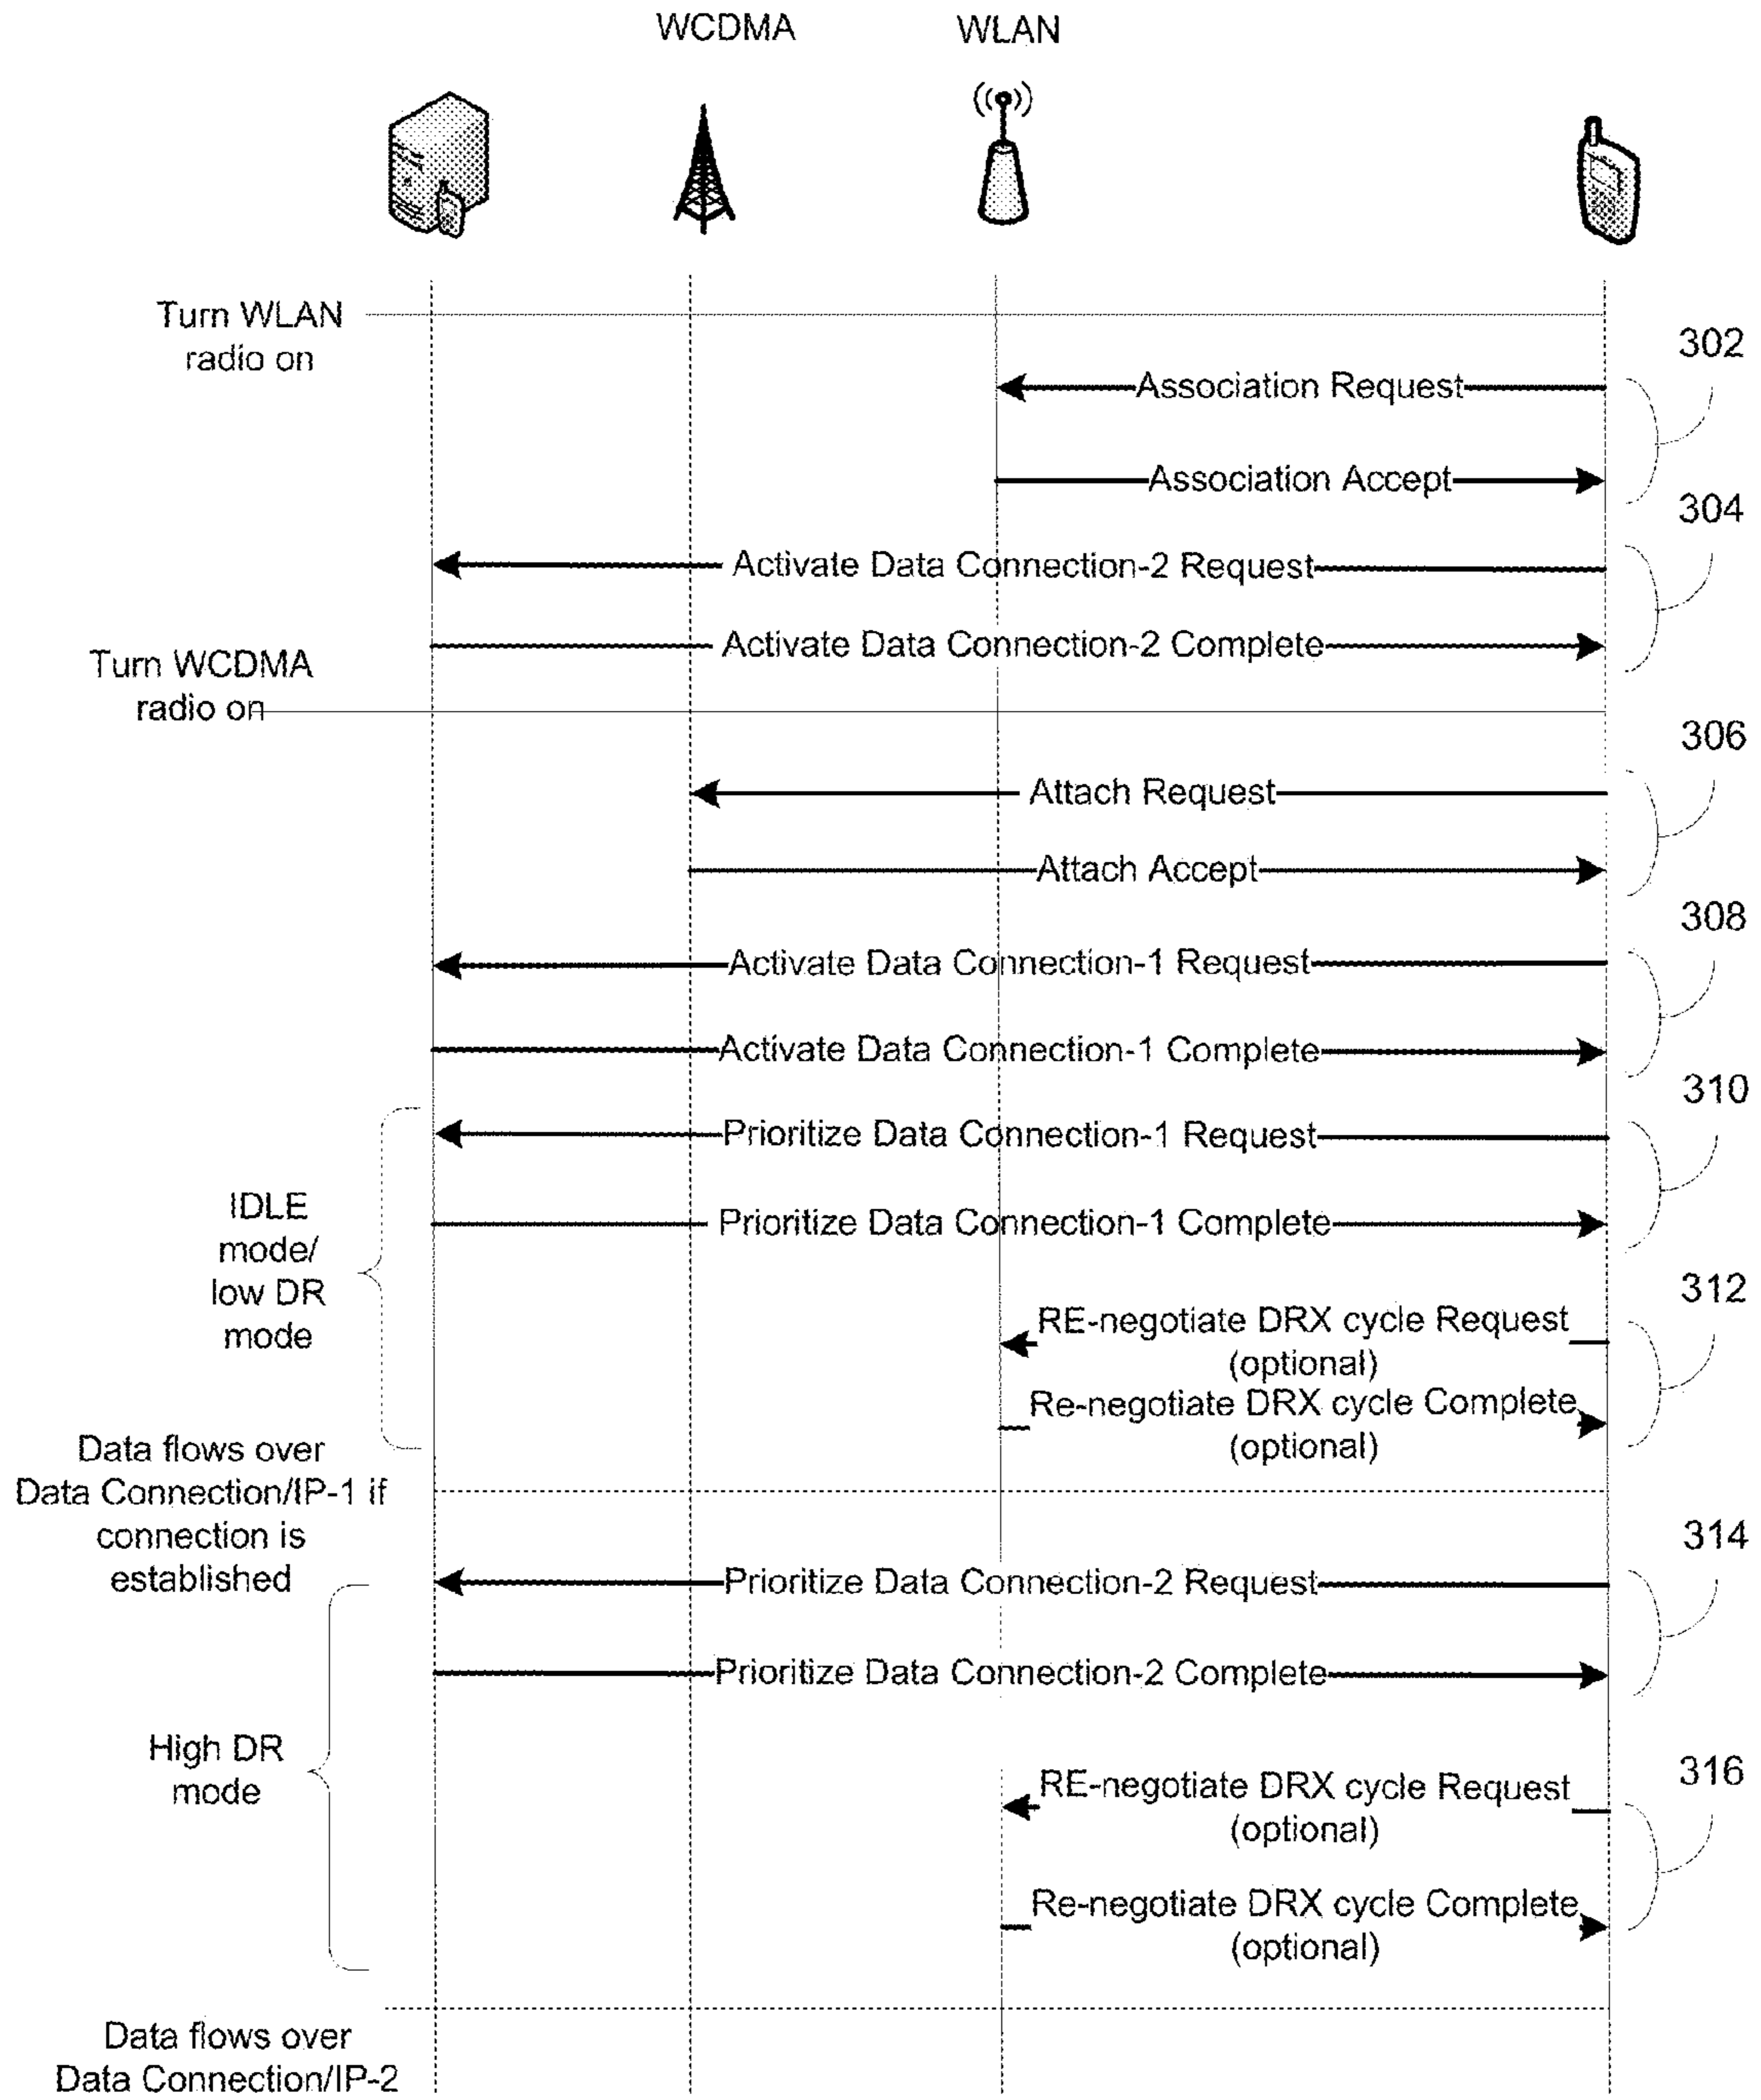 WCDMA
WLAN
Turn WLAN
radio on
302
Association Request
Association Accept
304
Activate Data Connection-2 Request
Activate Data Connection-2 Complete
Turn WCDMA
radio on
306
Attach Request
Attach Accept
308
Activate Data Connection-1 Request
Activate Data Connection-1 Complete
310
Prioritize Data Connection-1 Request
Prioritize Data Connection-1 Complete
IDLE
mode/
low DR
mode
312
RE-negotiate DRX cycle Request
(optional)
Re-negotiate DRX cycle Complete
(optional)
Data flows over
Data Connection/IP-1 if
connection is
established
314
Prioritize Data Connection-2 Request
Prioritize Data Connection-2 Complete
High DR
mode
316
RE-negotiate DRX cycle Request
(optional)
Re-negotiate DRX cycle Complete
(optional)
Data flows over
Data Connection/IP-2